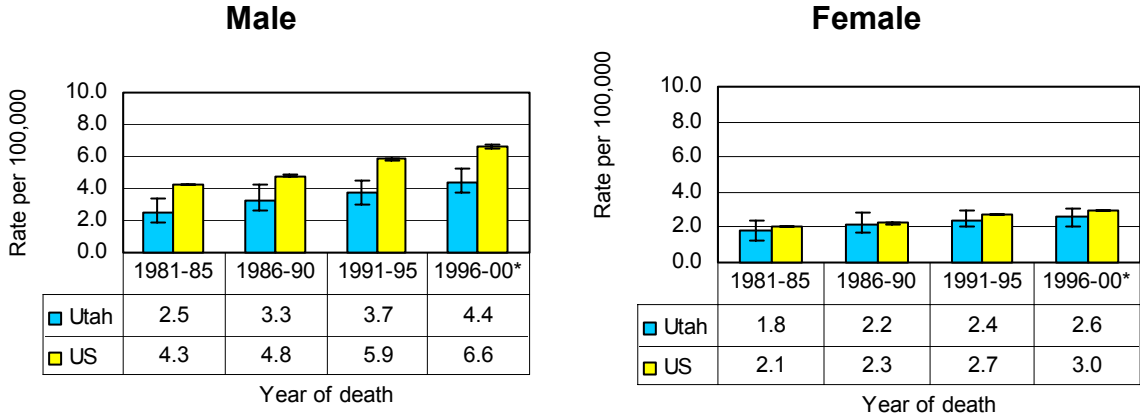 Male
Rate per 100,000
10.0
8.0
6.0
4.0
2.0
0.0
1981-85 1986-90 1991-95 1996-00*
Utah 2.5 3.3 3.7 4.4
US 4.3 4.8 5.9 6.6
Year of death
Female
Rate per 100,000
10.0
8.0
6.0
4.0
2.0
0.0
1981-85 1986-90 1991-95 1996-00*
Utah 1.8 2.2 2.4 2.6
US 2.1 2.3 2.7 3.0
Year of death